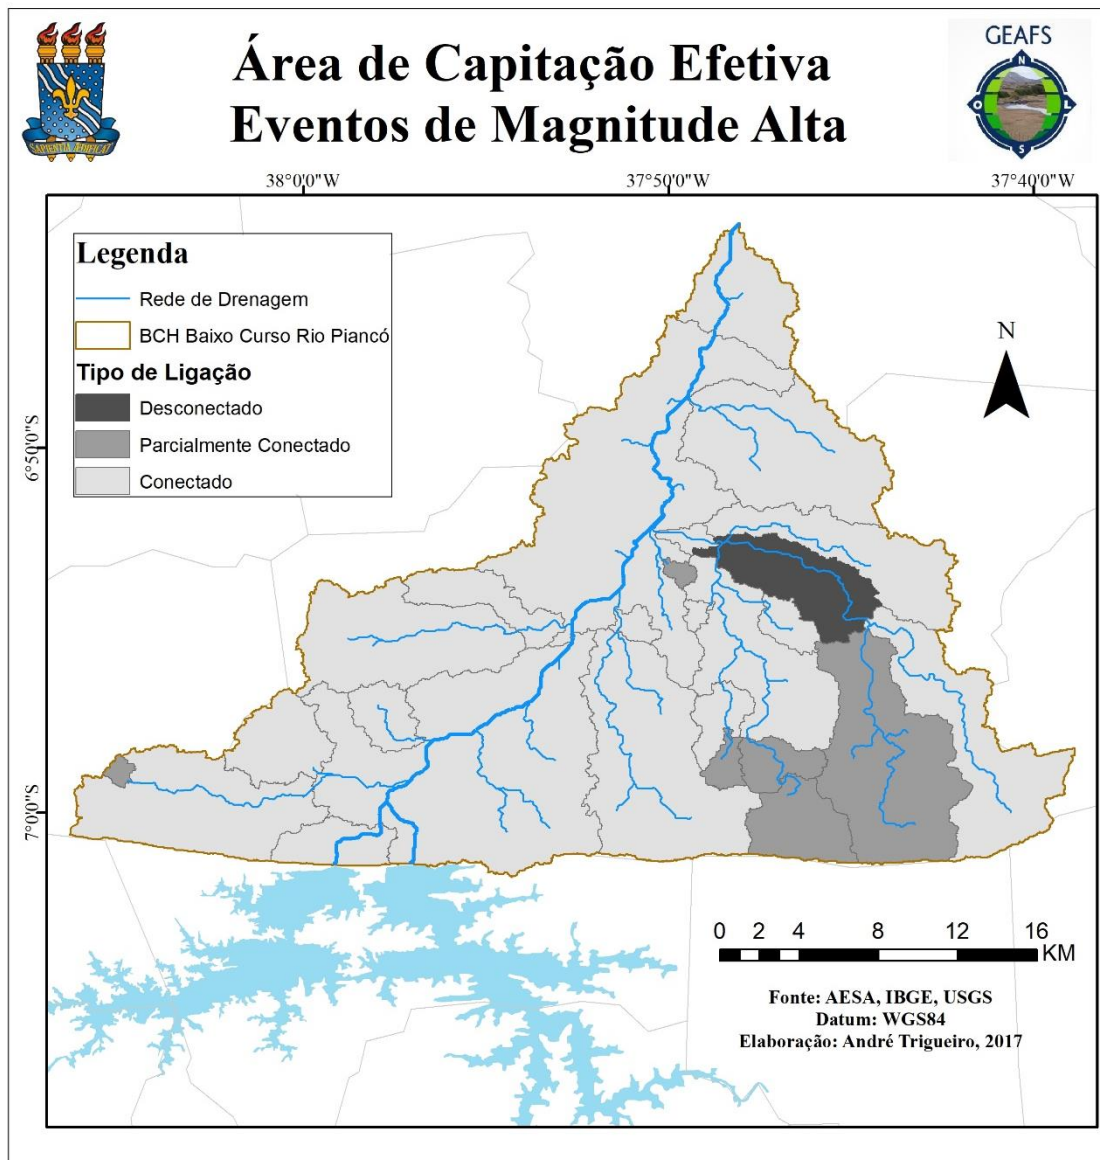 Área de Capitação Efetiva
Eventos de Magnitude Alta
SAPIENTIA ÆDIFICAT
GEAFS
N
O
L
S
38°0'0"W
37°50'0"W
37°40'0"W
Legenda
Rede de Drenagem
BCH Baixo Curso Rio Piancó
Tipo de Ligação
Desconectado
Parcialmente Conectado
Conectado
N
6°50'0"S
7°0'0"S
0 2 4 8 12 16
KM
Fonte: AESA, IBGE, USGS
Datum: WGS84
Elaboração: André Trigueiro, 2017